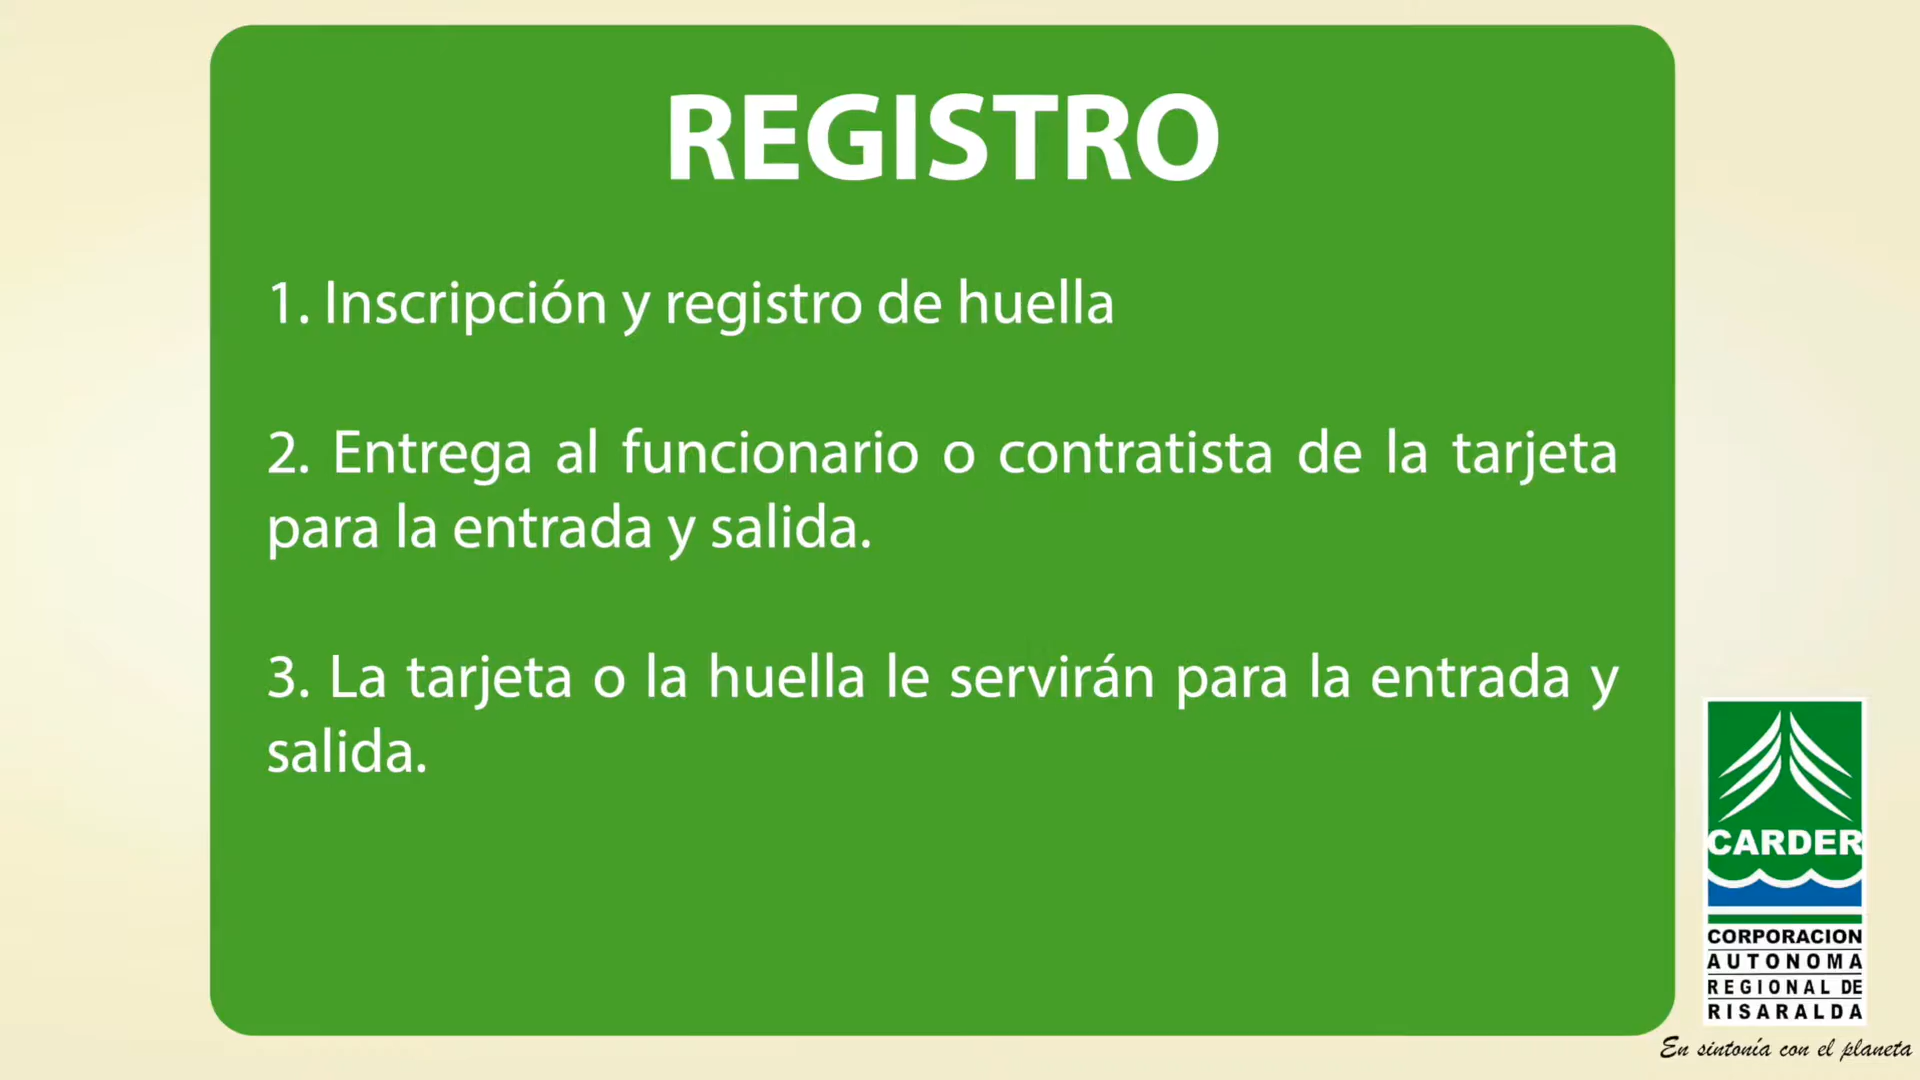 REGISTRO
1. Inscripción y registro de huella
2. Entrega al funcionario o contratista de la tarjeta
para la entrada y salida.
3. La tarjeta o la huella le servirán para la entrada y
salida.
CARDER
CORPORACION
AUTONOMA
REGIONAL DE
RISARALDA
En sintonía con el planeta